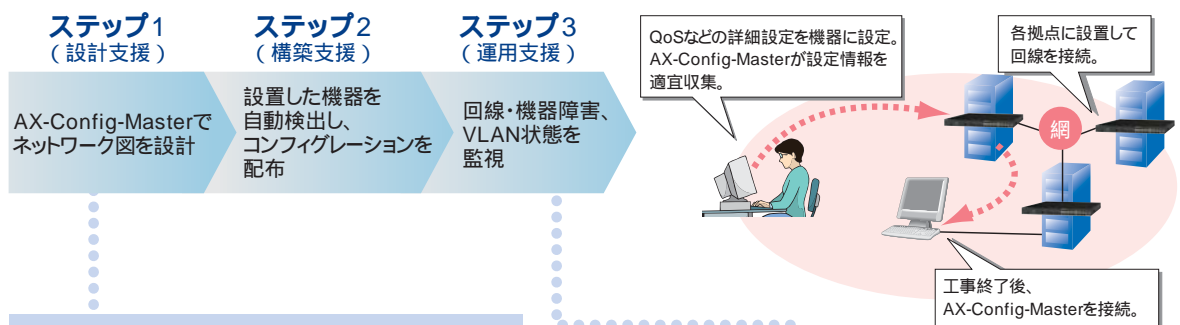 ステップ1
(設計支援)
AX-Config-Masterで
ネットワーク図を設計
ステップ2
(構築支援)
設置した機器を
自動検出し、
コンフィグレーションを
配布
ステップ3
(運用支援)
回線・機器障害、
VLAN状態を
監視
QoSなどの詳細設定を機器に設定。
AX-Config-Masterが設定情報を
適宜収集。
各拠点に設置して
回線を接続。
網
工事終了後、
AX-Config-Masterを接続。